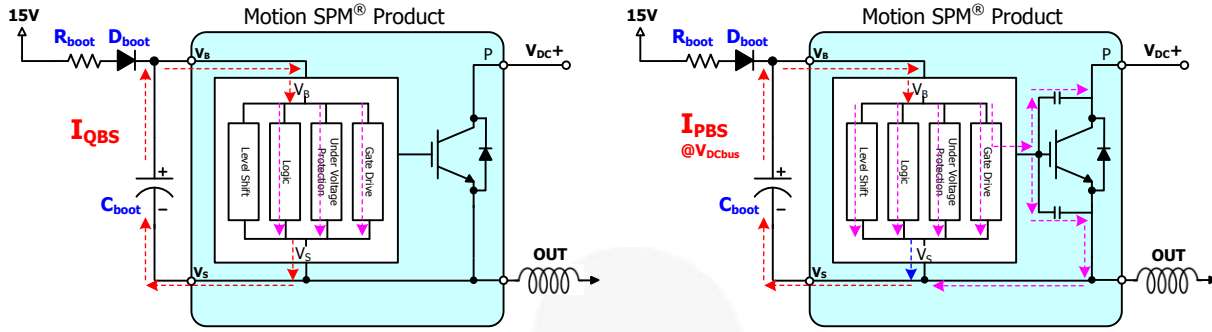 Motion SPM® Product
15V
Rboot
Dboot
VB
P
VDC+
VB
IQBS
Level Shift
Logic
Under Voltage
Protection
Gate Drive
+
Cboot
−
VS
VS
OUT
Motion SPM® Product
15V
Rboot
Dboot
VB
P
VDC+
VB
IPBS
@VDCbus
Level Shift
Logic
Under Voltage
Protection
Gate Drive
+
Cboot
−
VS
VS
OUT